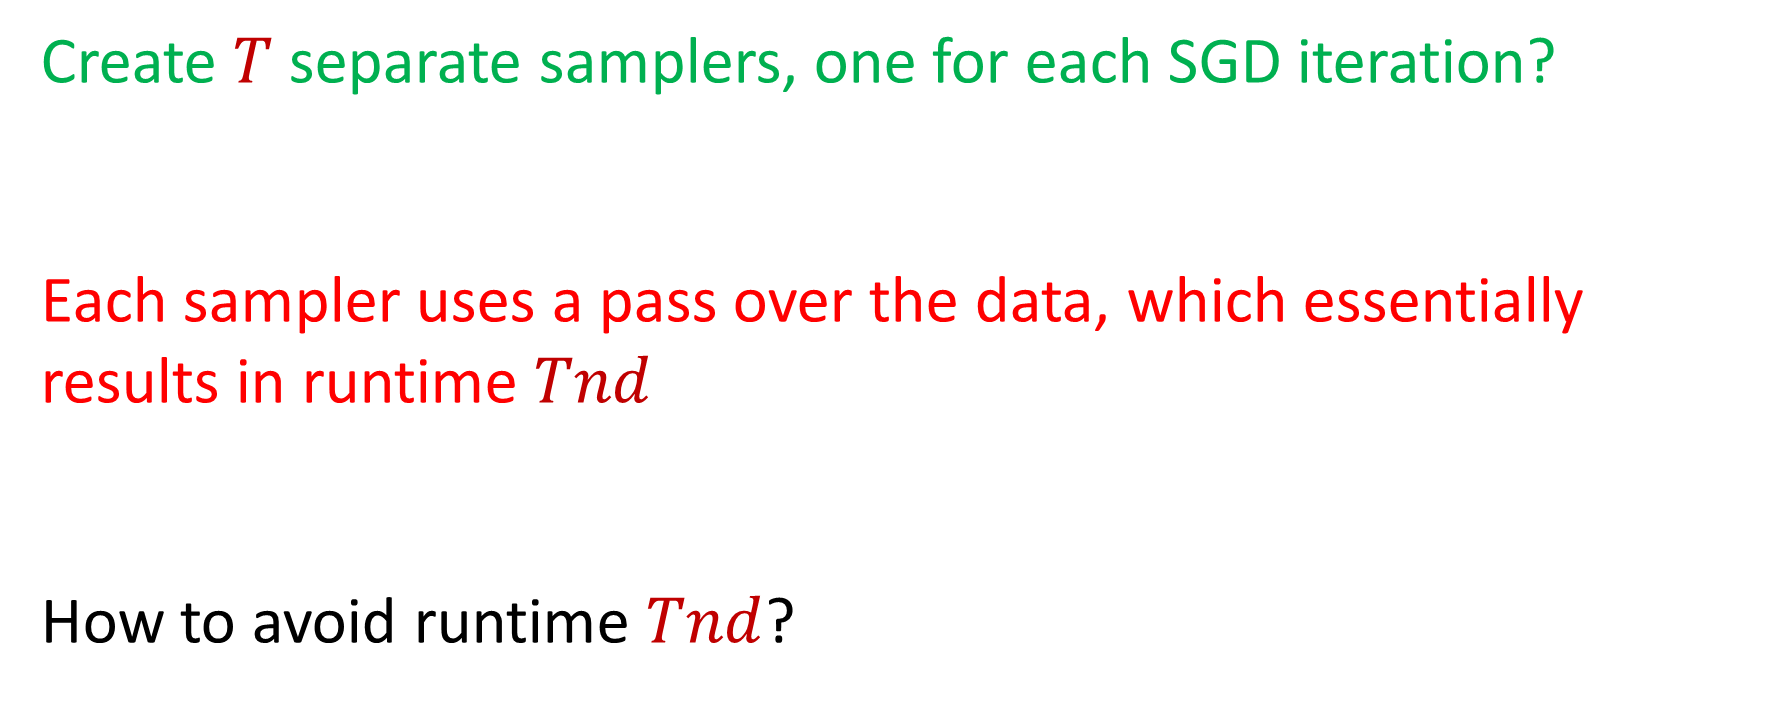 Create T separate samplers, one for each SGD iteration?
Each sampler uses a pass over the data, which essentially
results in runtime Tnd
How to avoid runtime Tnd?